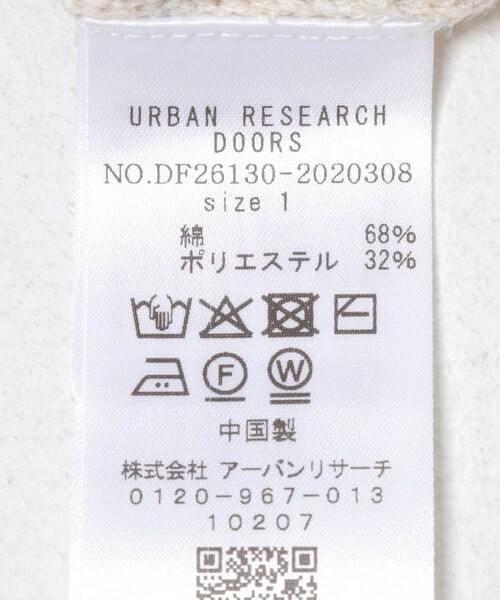 URBAN RESEARCH
DOORS
NO.DF26130-2020308
size 1
綿 68%
ポリエステル 32%
F W
中国製
株式会社 アーバンリサーチ
0120-967-013
10207